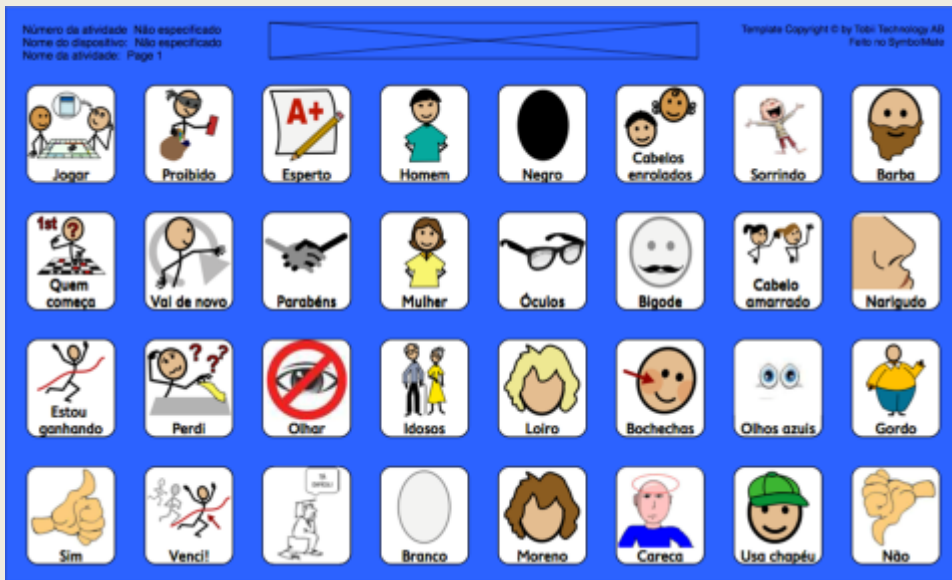 Número da atividade Não especificado
Nome do dispositivo: Não especificado
Nome da atividade: Page 1
Template Copyright © by Tobii Technology AB
Feito no SymbolMate
Jogar
Proibido
A+
Esperto
Homem
Negro
Cabelos
enrolados
Sorrindo
Barba
1st ?
Quem
começa
Vai de novo
Parabéns
Mulher
Óculos
Bigode
Cabelo
amarrado
Narigudo
Estou
ganhando
? ? ?
Perdi
Olhar
Idosos
Loiro
Bochechas
Olhos azuis
Gordo
Sim
Venci!
TÁ
DIFÍCIL!
Branco
Moreno
Careca
Usa chapéu
Não